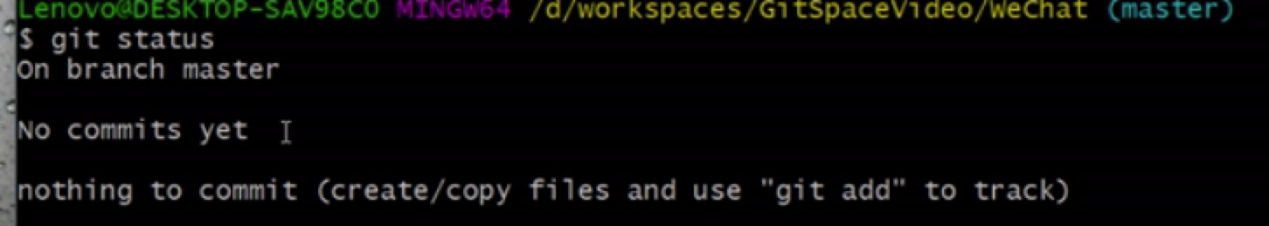 Lenovo@DESKTOP-SAV98C0 MINGW64 /d/workspaces/GitSpaceVideo/WeChat (master)
$ git status
On branch master
No commits yet
nothing to commit (create/copy files and use "git add" to track)